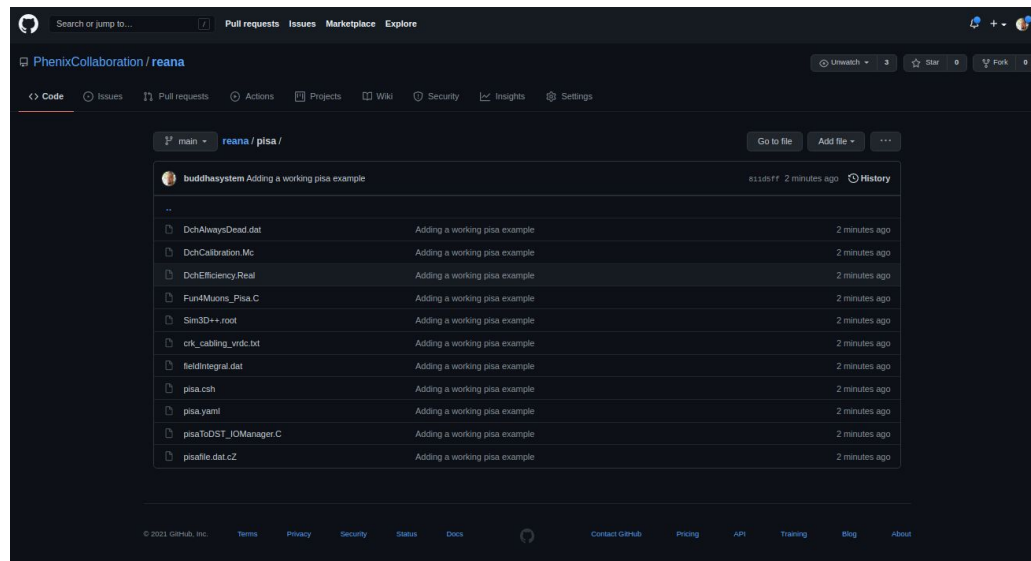 Search or jump to... / Pull requests Issues Marketplace Explore
PhenixCollaboration / reana Unwatch 3 Star 0 Fork 0
<> Code Issues Pull requests Actions Projects Wiki Security Insights Settings
main reana / pisa / Go to file Add file ...
buddhasystem Adding a working pisa example 811d5ff 2 minutes ago History
..
DchAlwaysDead.dat Adding a working pisa example 2 minutes ago
DchCalibration.Mc Adding a working pisa example 2 minutes ago
DchEfficiency.Real Adding a working pisa example 2 minutes ago
Fun4Muons_Pisa.C Adding a working pisa example 2 minutes ago
Sim3D++.root Adding a working pisa example 2 minutes ago
crk_cabling_vrdc.txt Adding a working pisa example 2 minutes ago
fieldIntegral.dat Adding a working pisa example 2 minutes ago
pisa.csh Adding a working pisa example 2 minutes ago
pisa.yaml Adding a working pisa example 2 minutes ago
pisaToDST_IOManager.C Adding a working pisa example 2 minutes ago
pisafile.dat.cZ Adding a working pisa example 2 minutes ago
© 2021 GitHub, Inc. Terms Privacy Security Status Docs Contact GitHub Pricing API Training Blog About